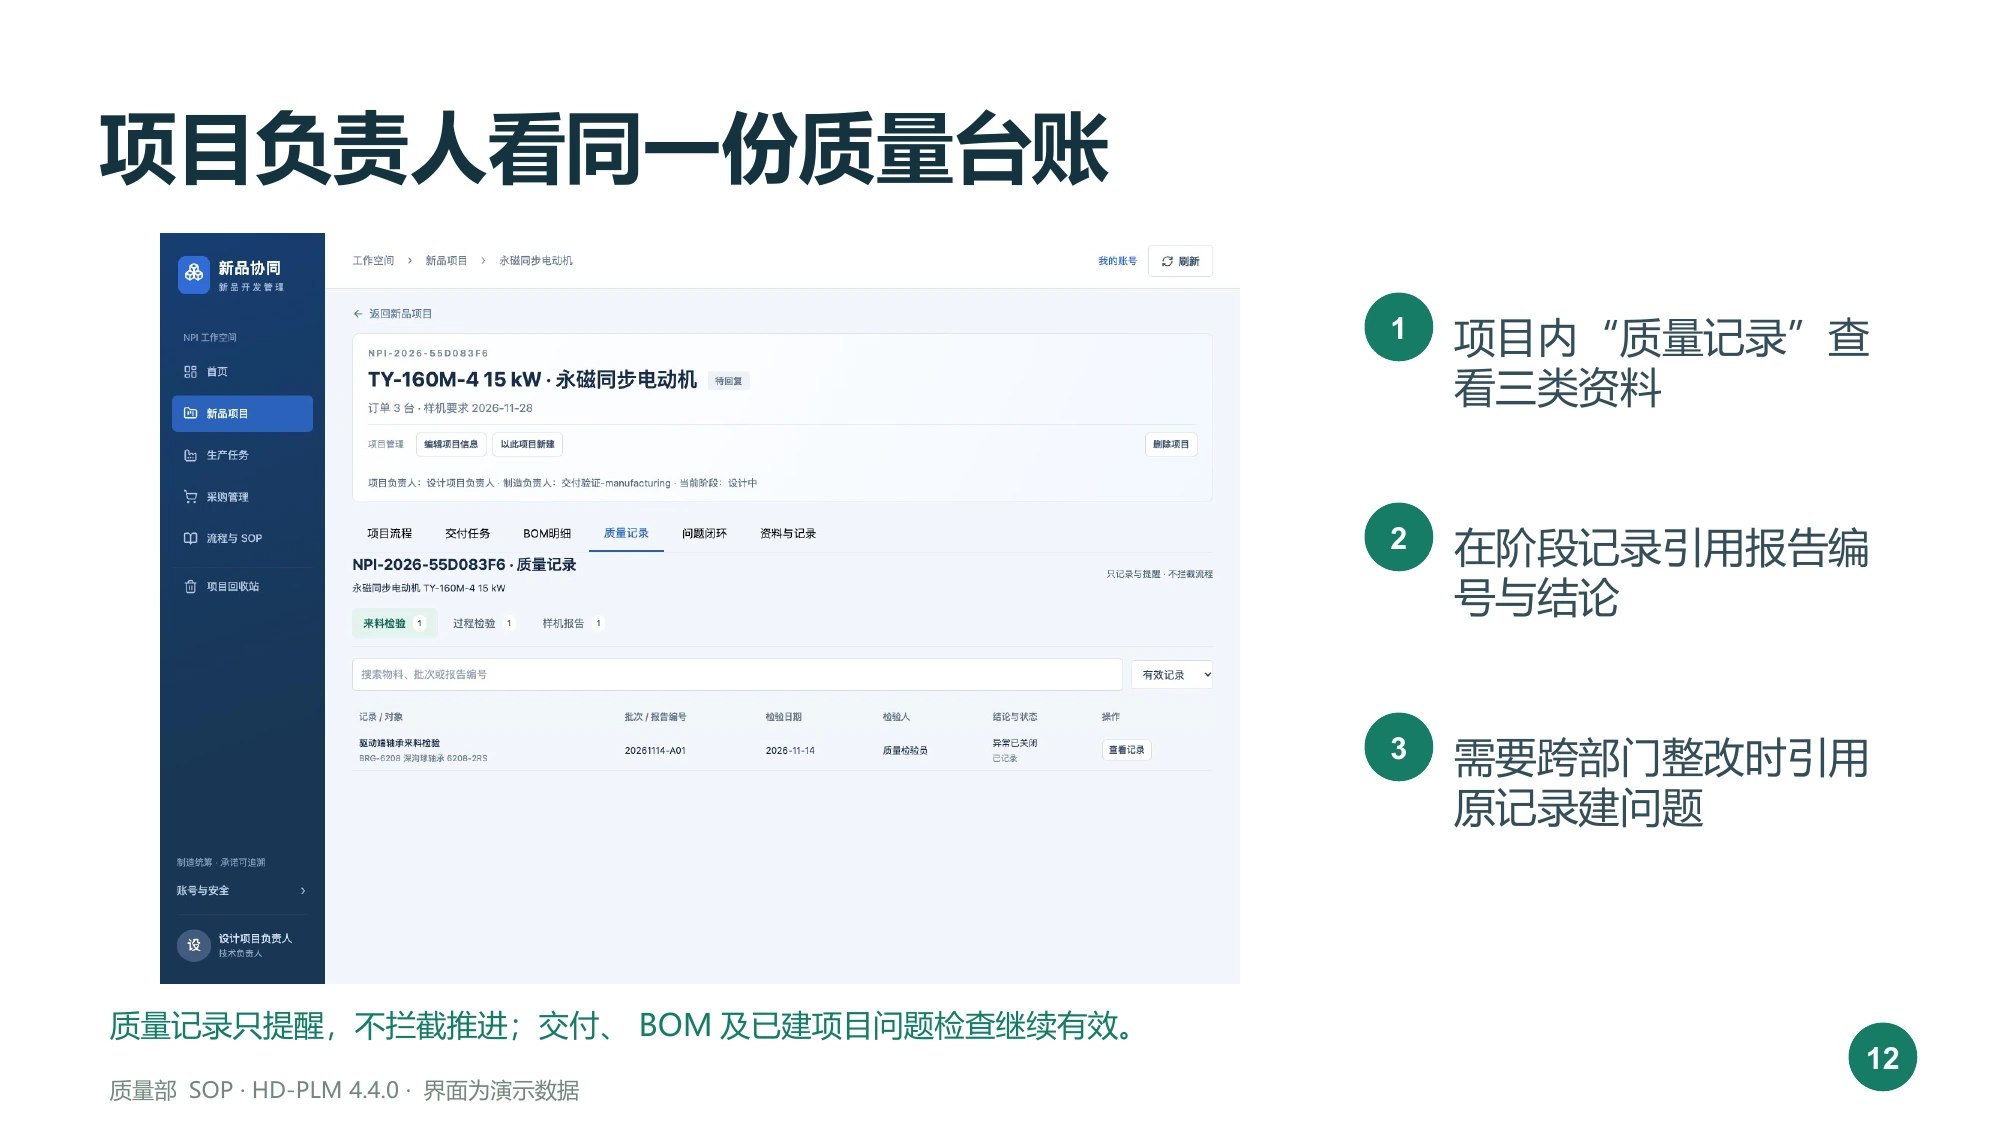 项目负责人看同一份质量台账
新品协同
新品开发管理
NPI 工作空间
首页
新品项目
生产任务
采购管理
流程与 SOP
项目回收站
制造统筹 · 承诺可追溯
账号与安全
设
设计项目负责人
技术负责人
工作空间 › 新品项目 › 永磁同步电动机
我的账号
刷新
← 返回新品项目
NPI-2026-55D083F6
TY-160M-4 15 kW · 永磁同步电动机 待回复
订单 3 台 · 样机要求 2026-11-28
项目管理 编辑项目信息 以此项目新建 删除项目
项目负责人：设计项目负责人 · 制造负责人：交付验证-manufacturing · 当前阶段：设计中
项目流程 交付任务 BOM明细 质量记录 问题闭环 资料与记录
NPI-2026-55D083F6 · 质量记录
只记录与提醒 · 不拦截流程
永磁同步电动机 TY-160M-4 15 kW
来料检验 1 过程检验 1 样机报告 1
搜索物料、批次或报告编号 有效记录
记录 / 对象 批次 / 报告编号 检验日期 检验人 结论与状态 操作
驱动端轴承来料检验 20261114-A01 2026-11-14 质量检验员 异常已关闭 查看记录
BRG-6208 深沟球轴承 6208-2RS 已记录
1
项目内“质量记录”查
看三类资料
2
在阶段记录引用报告编
号与结论
3
需要跨部门整改时引用
原记录建问题
质量记录只提醒，不拦截推进；交付、 BOM 及已建项目问题检查继续有效。
质量部 SOP · HD-PLM 4.4.0 · 界面为演示数据
12